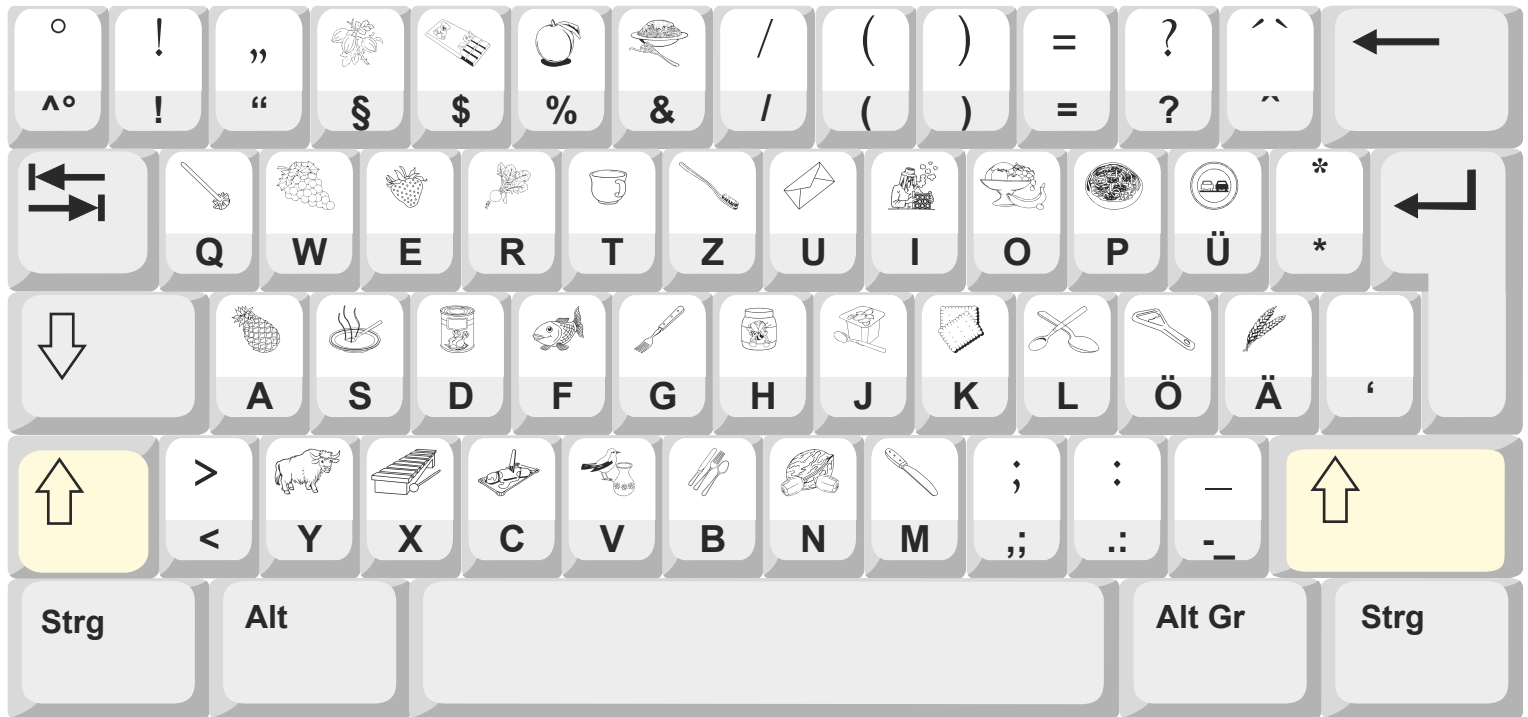 ° ! „ / ( ) = ? ^ ^
^° ! “ § $ % & / ( ) = ? ^^
*
Q W E R T Z U I O P Ü *
A S D F G H J K L Ö Ä ‘
> ; : _
< Y X C V B N M ,; .: -_
Strg Alt Alt Gr Strg